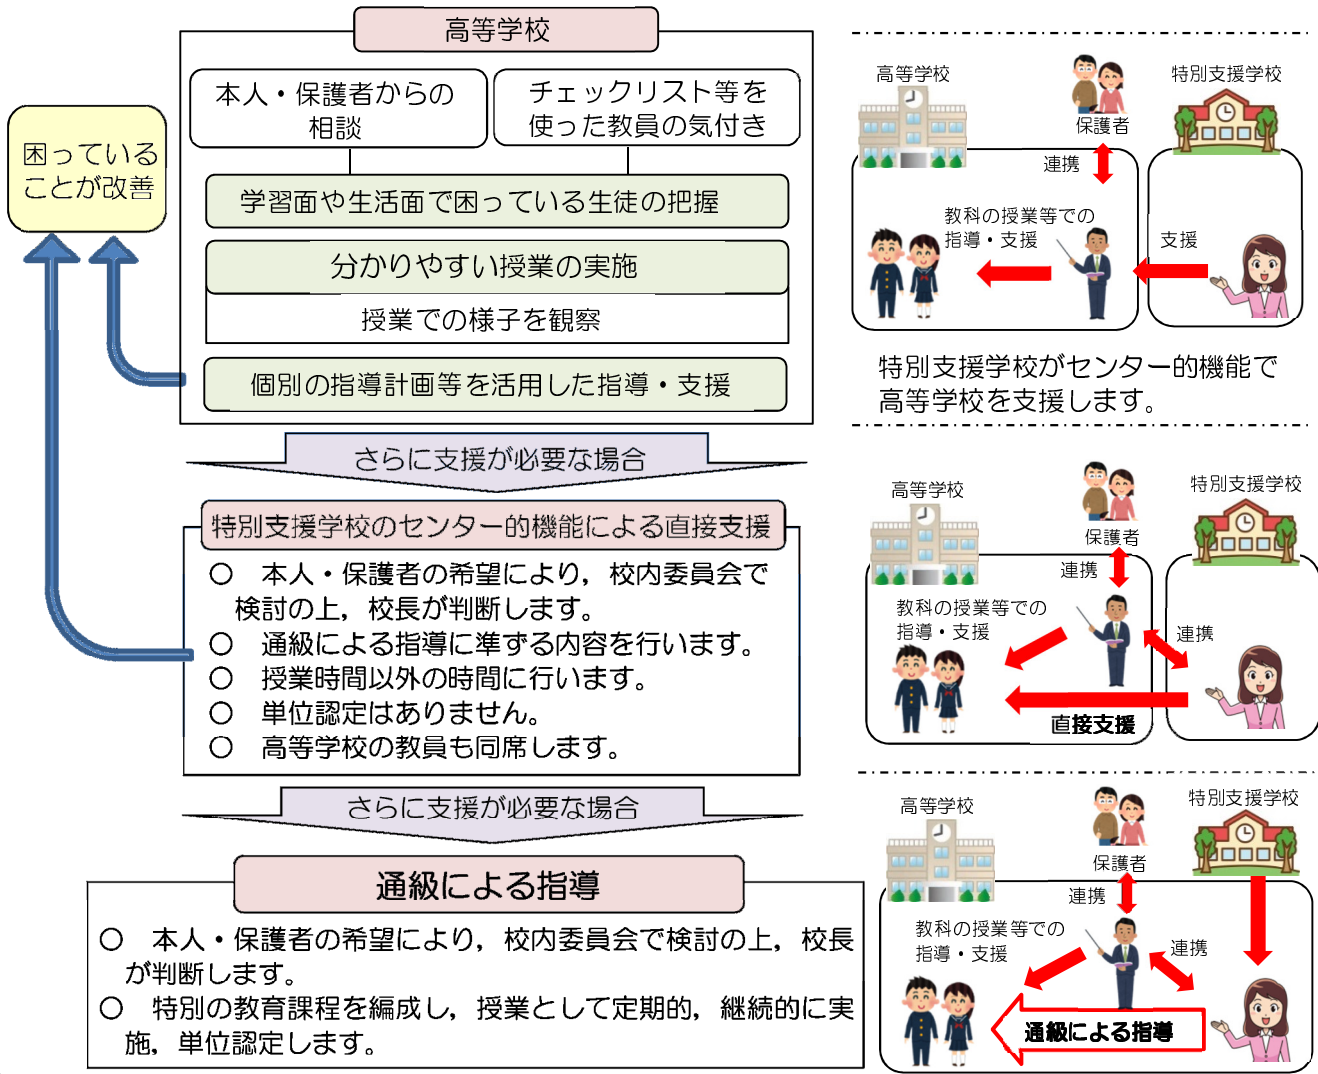 高等学校
本人・保護者からの
相談
チェックリスト等を
使った教員の気付き
困っている
ことが改善
学習面や生活面で困っている生徒の把握
分かりやすい授業の実施
授業での様子を観察
個別の指導計画等を活用した指導・支援
さらに支援が必要な場合
特別支援学校のセンター的機能による直接支援
○　本人・保護者の希望により，校内委員会で
検討の上，校長が判断します。
○　通級による指導に準ずる内容を行います。
○　授業時間以外の時間に行います。
○　単位認定はありません。
○　高等学校の教員も同席します。
さらに支援が必要な場合
通級による指導
○　本人・保護者の希望により，校内委員会で検討の上，校長
が判断します。
○　特別の教育課程を編成し，授業として定期的，継続的に実
施，単位認定します。
高等学校
特別支援学校
保護者
連携
教科の授業等での
指導・支援
支援
特別支援学校がセンター的機能で
高等学校を支援します。
高等学校
特別支援学校
保護者
連携
教科の授業等での
指導・支援
連携
直接支援
高等学校
特別支援学校
保護者
連携
教科の授業等での
指導・支援
連携
通級による指導